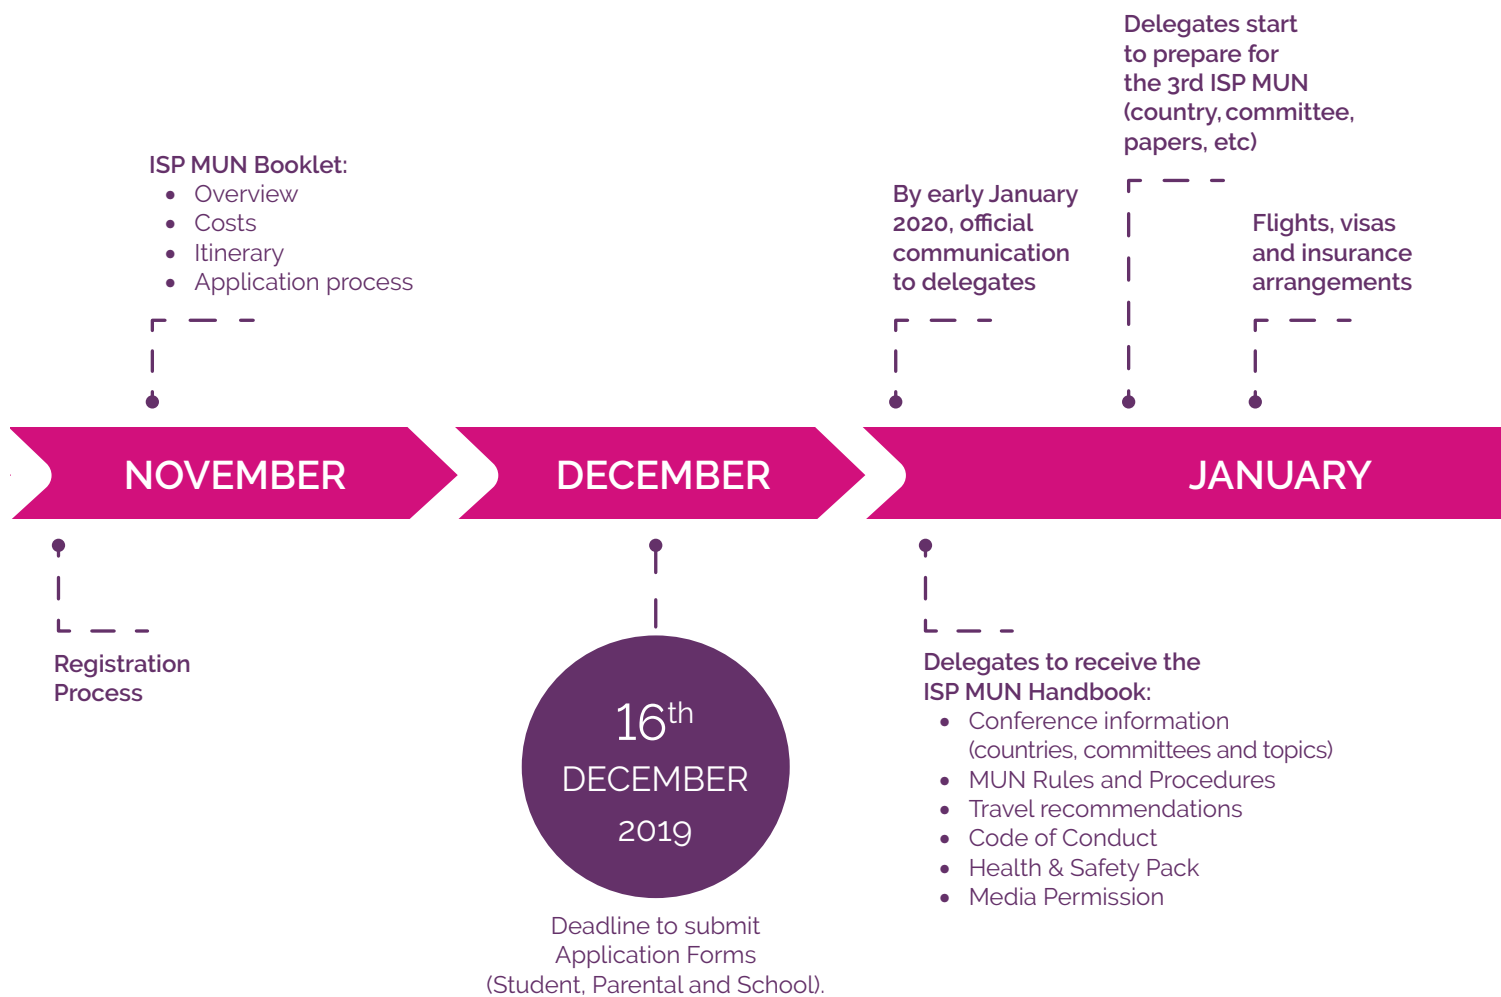 Delegates start
to prepare for
the 3rd ISP MUN
(country, committee,
papers, etc)
ISP MUN Booklet:
• Overview
• Costs
• Itinerary
• Application process
By early January
2020, official
communication
to delegates
Flights, visas
and insurance
arrangements
NOVEMBER
DECEMBER
JANUARY
Registration
Process
16th
DECEMBER
2019
Deadline to submit
Application Forms
(Student, Parental and School).
Delegates to receive the
ISP MUN Handbook:
• Conference information
(countries, committees and topics)
• MUN Rules and Procedures
• Travel recommendations
• Code of Conduct
• Health & Safety Pack
• Media Permission